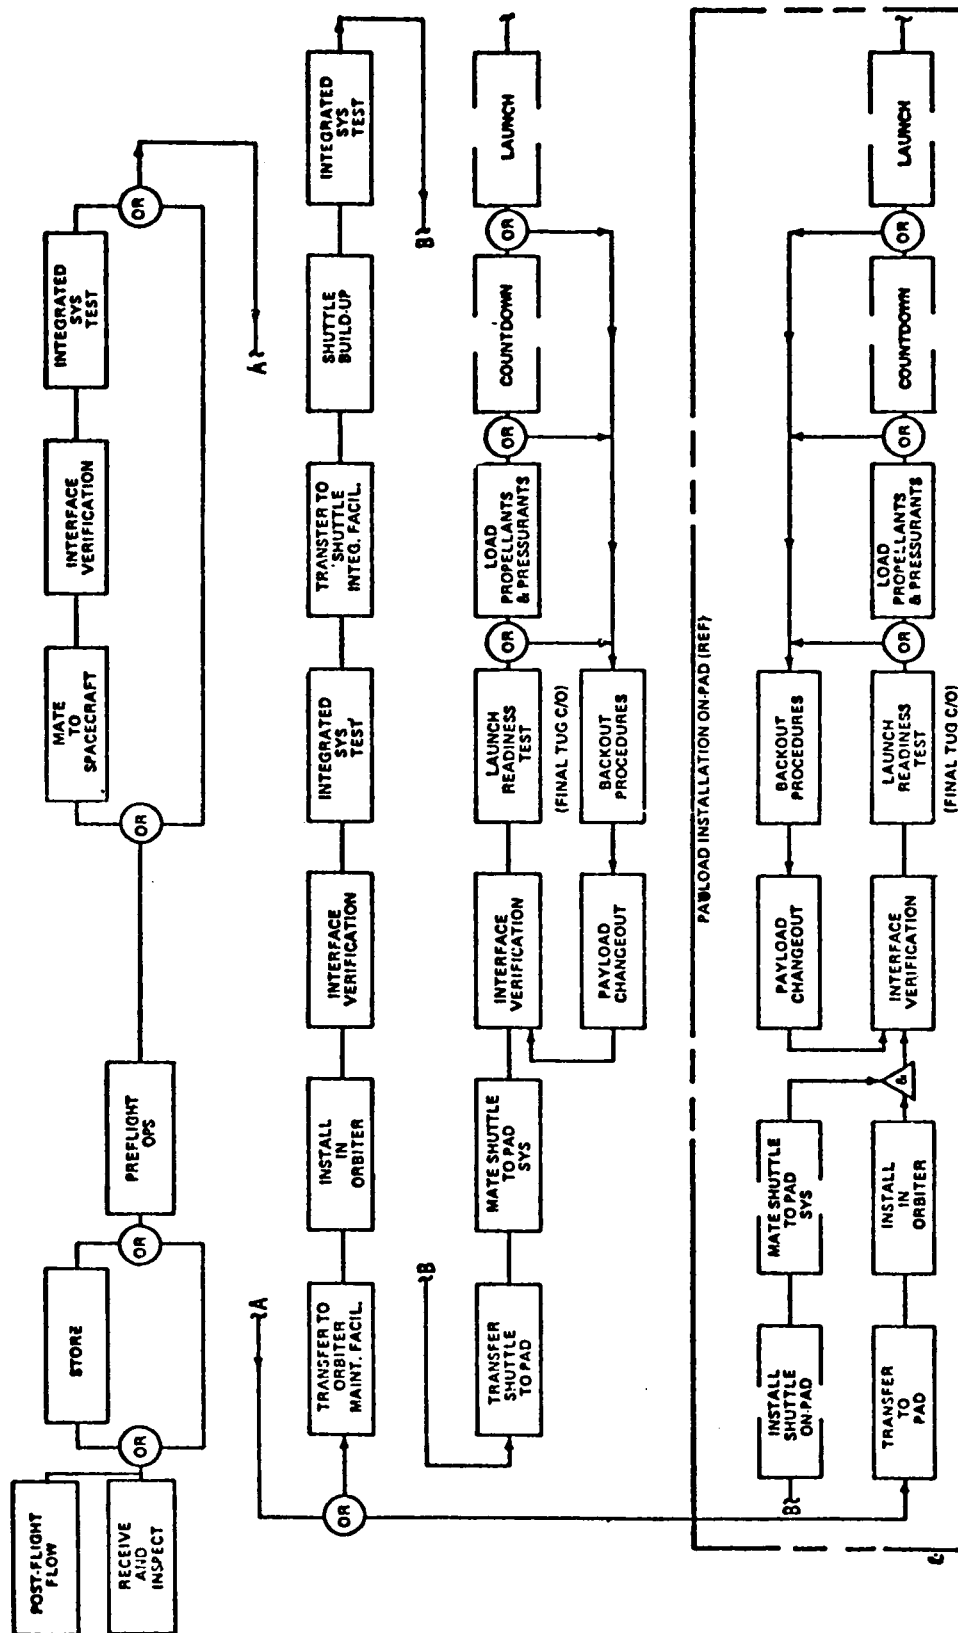 POST-FLIGHT
FLOW
RECEIVE
AND
INSPECT
OR
STORE
OR
PREFLIGHT
OPS
OR
MATE
TO
SPACECRAFT
INTERFACE
VERIFICATION
INTEGRATED
SYS
TEST
OR
A
A
OR
TRANSFER TO
ORBITER
MAINT. FACIL.
INSTALL
IN
ORBITER
INTERFACE
VERIFICATION
INTEGRATED
SYS
TEST
TRANSFER TO
SHUTTLE
INTEG. FACIL.
SHUTTLE
BUILD-UP
INTEGRATED
SYS
TEST
B
B
TRANSFER
SHUTTLE
TO PAD
MATE SHUTTLE
TO PAD
SYS
INTERFACE
VERIFICATION
LAUNCH
READINESS
TEST
(FINAL TUG C/O)
OR
LOAD
PROPELLANTS
& PRESSURANTS
OR
COUNTDOWN
OR
LAUNCH
PAYLOAD
CHANGEOUT
BACKOUT
PROCEDURES
PAYLOAD INSTALLATION ON-PAD (REF)
B
INSTALL
SHUTTLE
ON-PAD
MATE SHUTTLE
TO PAD
SYS
PAYLOAD
CHANGEOUT
BACKOUT
PROCEDURES
TRANSFER
TO
PAD
INSTALL
IN
ORBITER
&
INTERFACE
VERIFICATION
LAUNCH
READINESS
TEST
(FINAL TUG C/O)
OR
LOAD
PROPELLANTS
& PRESSURANTS
OR
COUNTDOWN
OR
LAUNCH